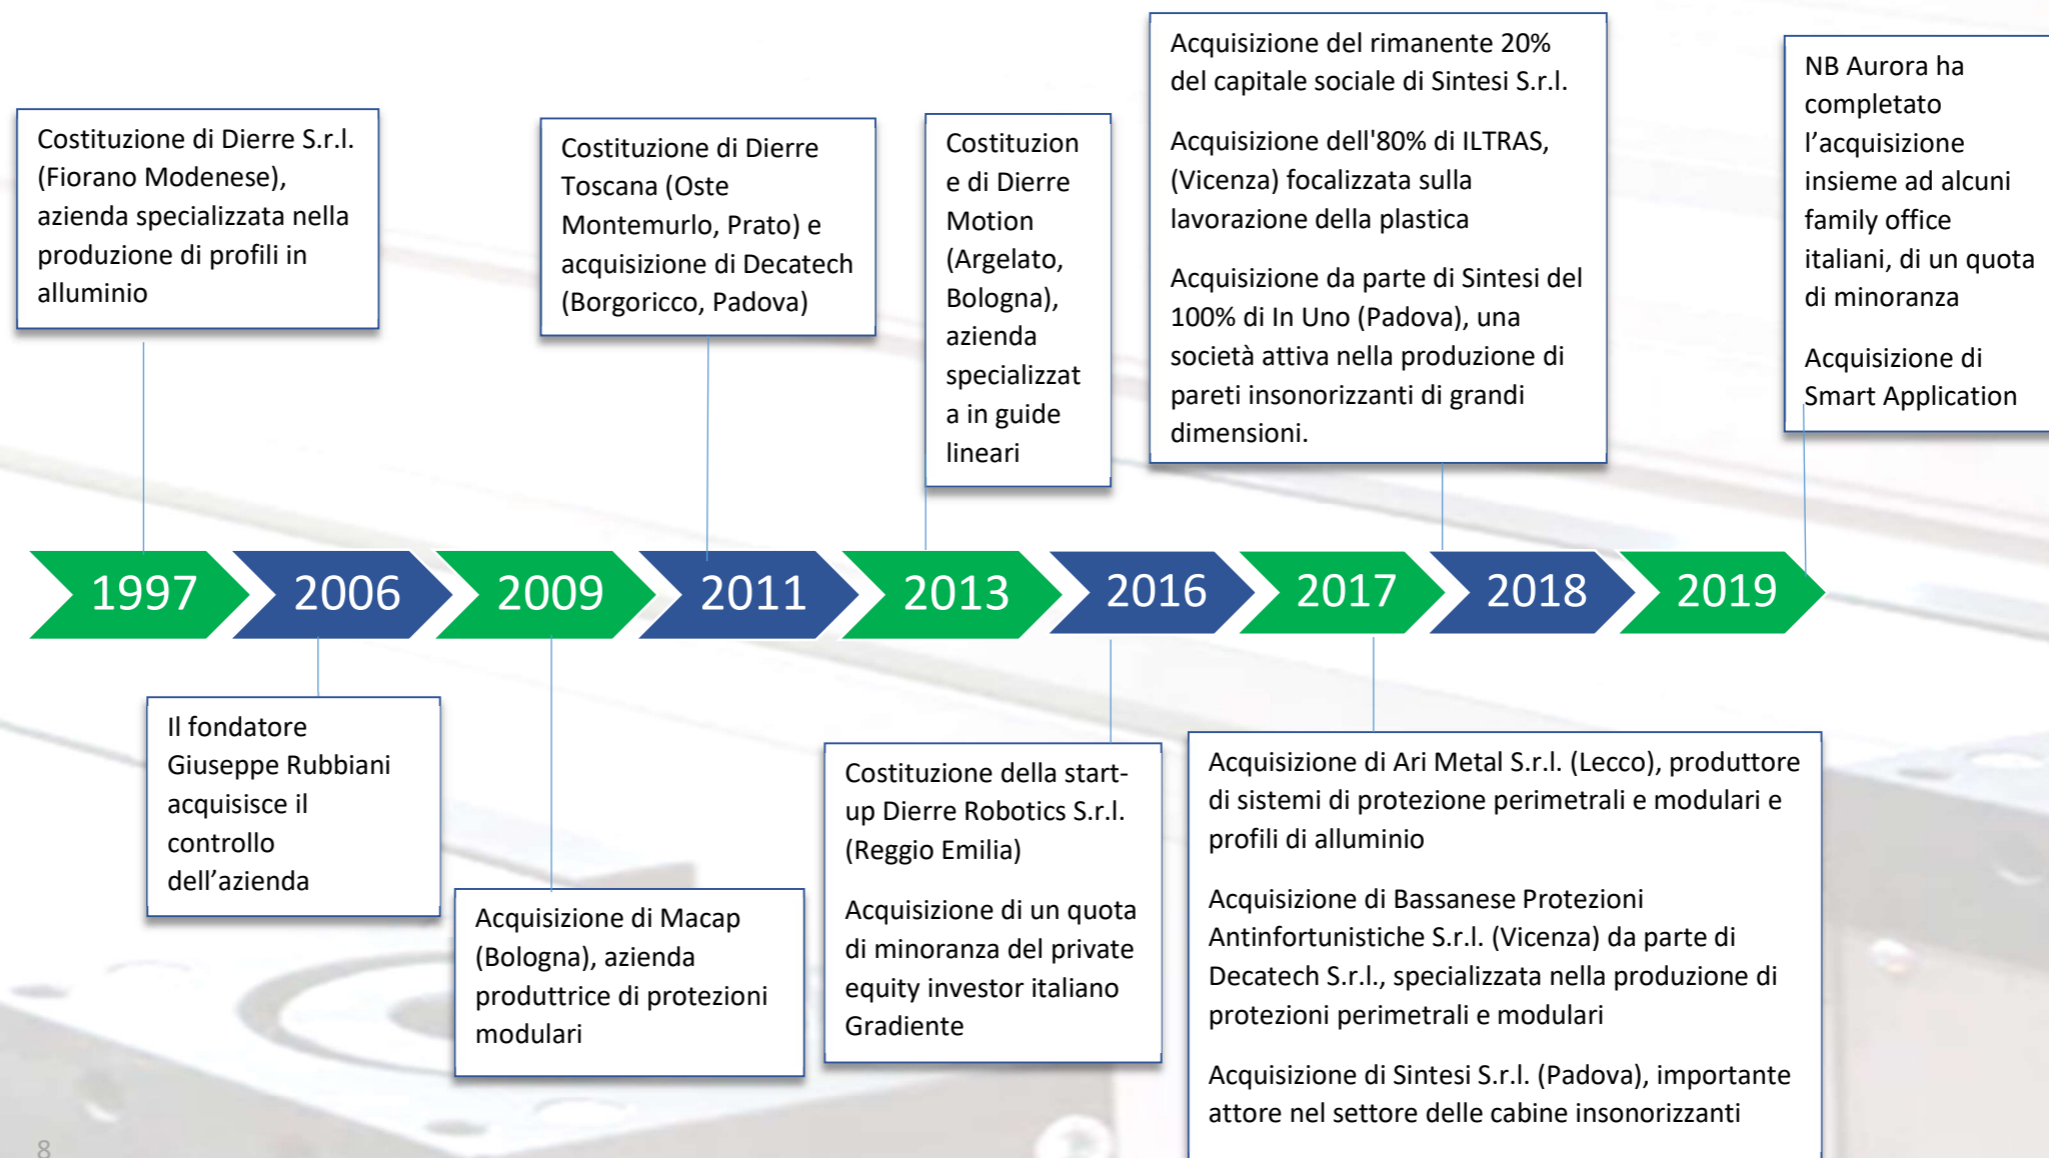 Costituzione di Dierre S.r.l.
(Fiorano Modenese),
azienda specializzata nella
produzione di profili in
alluminio
Costituzione di Dierre
Toscana (Oste
Montemurlo, Prato) e
acquisizione di Decatech
(Borgoricco, Padova)
Costituzion
e di Dierre
Motion
(Argelato,
Bologna),
azienda
specializzat
a in guide
lineari
Acquisizione del rimanente 20%
del capitale sociale di Sintesi S.r.l.
Acquisizione dell'80% di ILTRAS,
(Vicenza) focalizzata sulla
lavorazione della plastica
Acquisizione da parte di Sintesi del
100% di In Uno (Padova), una
società attiva nella produzione di
pareti insonorizzanti di grandi
dimensioni.
NB Aurora ha
completato
l’acquisizione
insieme ad alcuni
family office
italiani, di un quota
di minoranza
Acquisizione di
Smart Application
1997 2006 2009 2011 2013 2016 2017 2018 2019
Il fondatore
Giuseppe Rubbiani
acquisisce il
controllo
dell’azienda
Acquisizione di Macap
(Bologna), azienda
produttrice di protezioni
modulari
Costituzione della start-
up Dierre Robotics S.r.l.
(Reggio Emilia)
Acquisizione di un quota
di minoranza del private
equity investor italiano
Gradiente
Acquisizione di Ari Metal S.r.l. (Lecco), produttore
di sistemi di protezione perimetrali e modulari e
profili di alluminio
Acquisizione di Bassanese Protezioni
Antinfortunistiche S.r.l. (Vicenza) da parte di
Decatech S.r.l., specializzata nella produzione di
protezioni perimetrali e modulari
Acquisizione di Sintesi S.r.l. (Padova), importante
attore nel settore delle cabine insonorizzanti
8